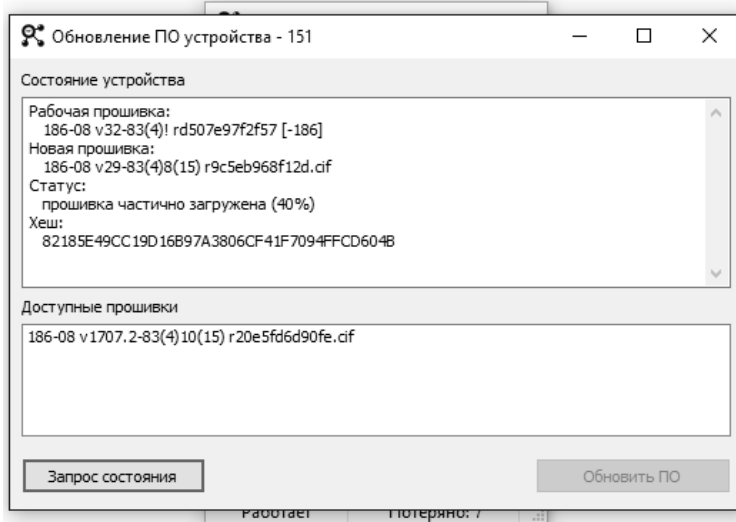 Обновление ПО устройства - 151
Состояние устройства
Рабочая прошивка:
186-08 v32-83(4)! rd507e97f2f57 [-186]
Новая прошивка:
186-08 v29-83(4)8(15) r9c5eb968f12d.cif
Статус:
прошивка частично загружена (40%)
Хеш:
82185E49CC19D16B97A3806CF41F7094FFCD604B
Доступные прошивки
186-08 v1707.2-83(4)10(15) r20e5fd6d90fe.cif
Запрос состояния
Обновить ПО
Работает
Потеряно: 7